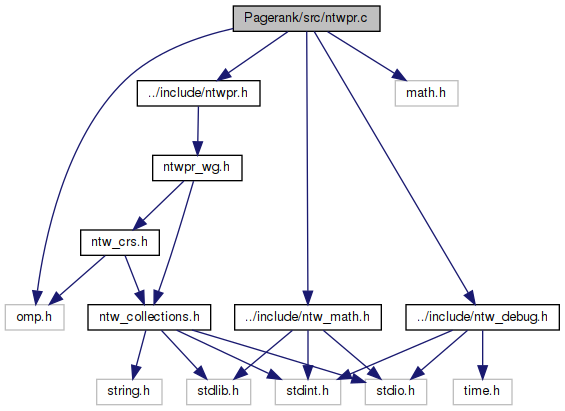 Pagerank/src/ntwpr.c
../include/ntwpr.h
math.h
ntwpr_wg.h
ntw_crs.h
omp.h
ntw_collections.h
../include/ntw_math.h
../include/ntw_debug.h
string.h
stdlib.h
stdint.h
stdio.h
time.h